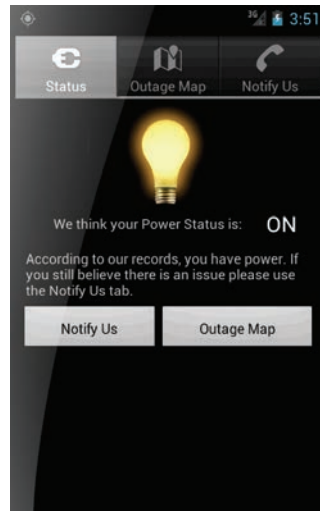 3G 3:51
Status Outage Map Notify Us
We think your Power Status is: ON
According to our records, you have power. If
you still believe there is an issue please use
the Notify Us tab.
Notify Us Outage Map